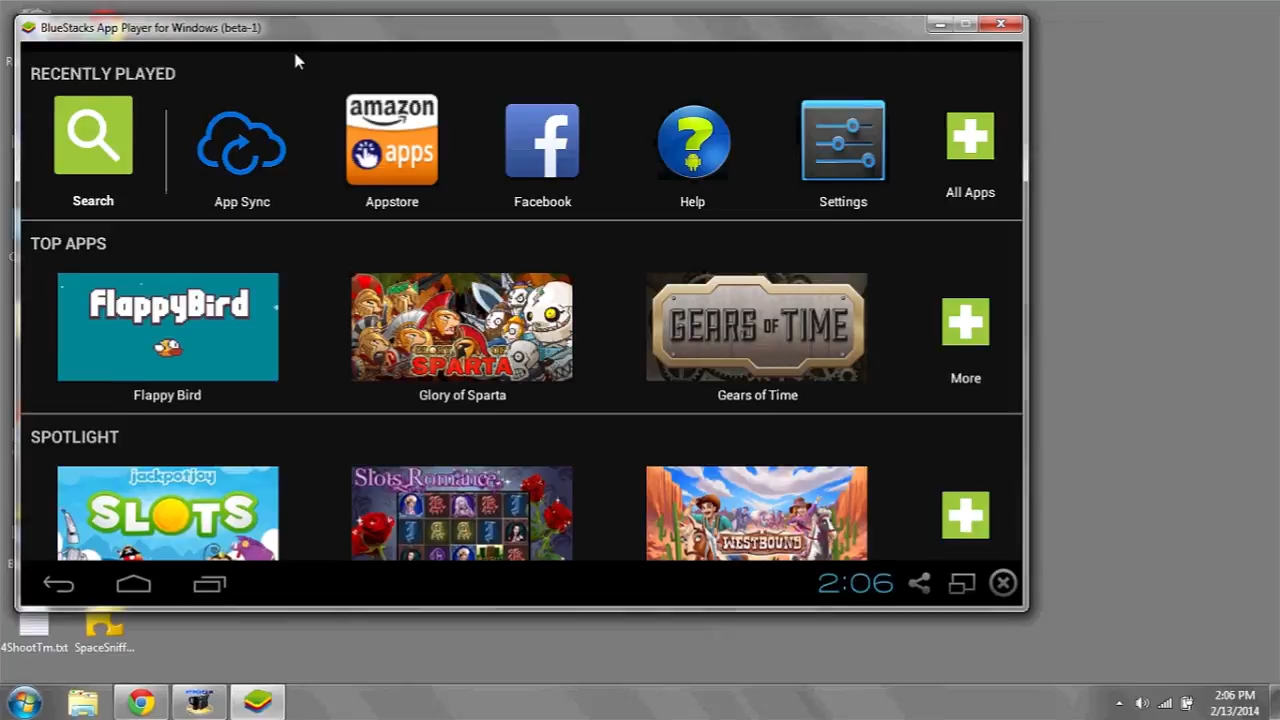 BlueStacks App Player for Windows (beta-1)
RECENTLY PLAYED
amazon
apps
Search
App Sync
Appstore
Facebook
Help
Settings
All Apps
TOP APPS
FlappyBird
GLORY OF
SPARTA
GEARS OF TIME
Flappy Bird
Glory of Sparta
Gears of Time
More
SPOTLIGHT
jackpotjoy
SLOTS
Slots Romance
WESTBOUND
2:06
4ShootTm.txt
SpaceSniff...
2:06 PM
2/13/2014